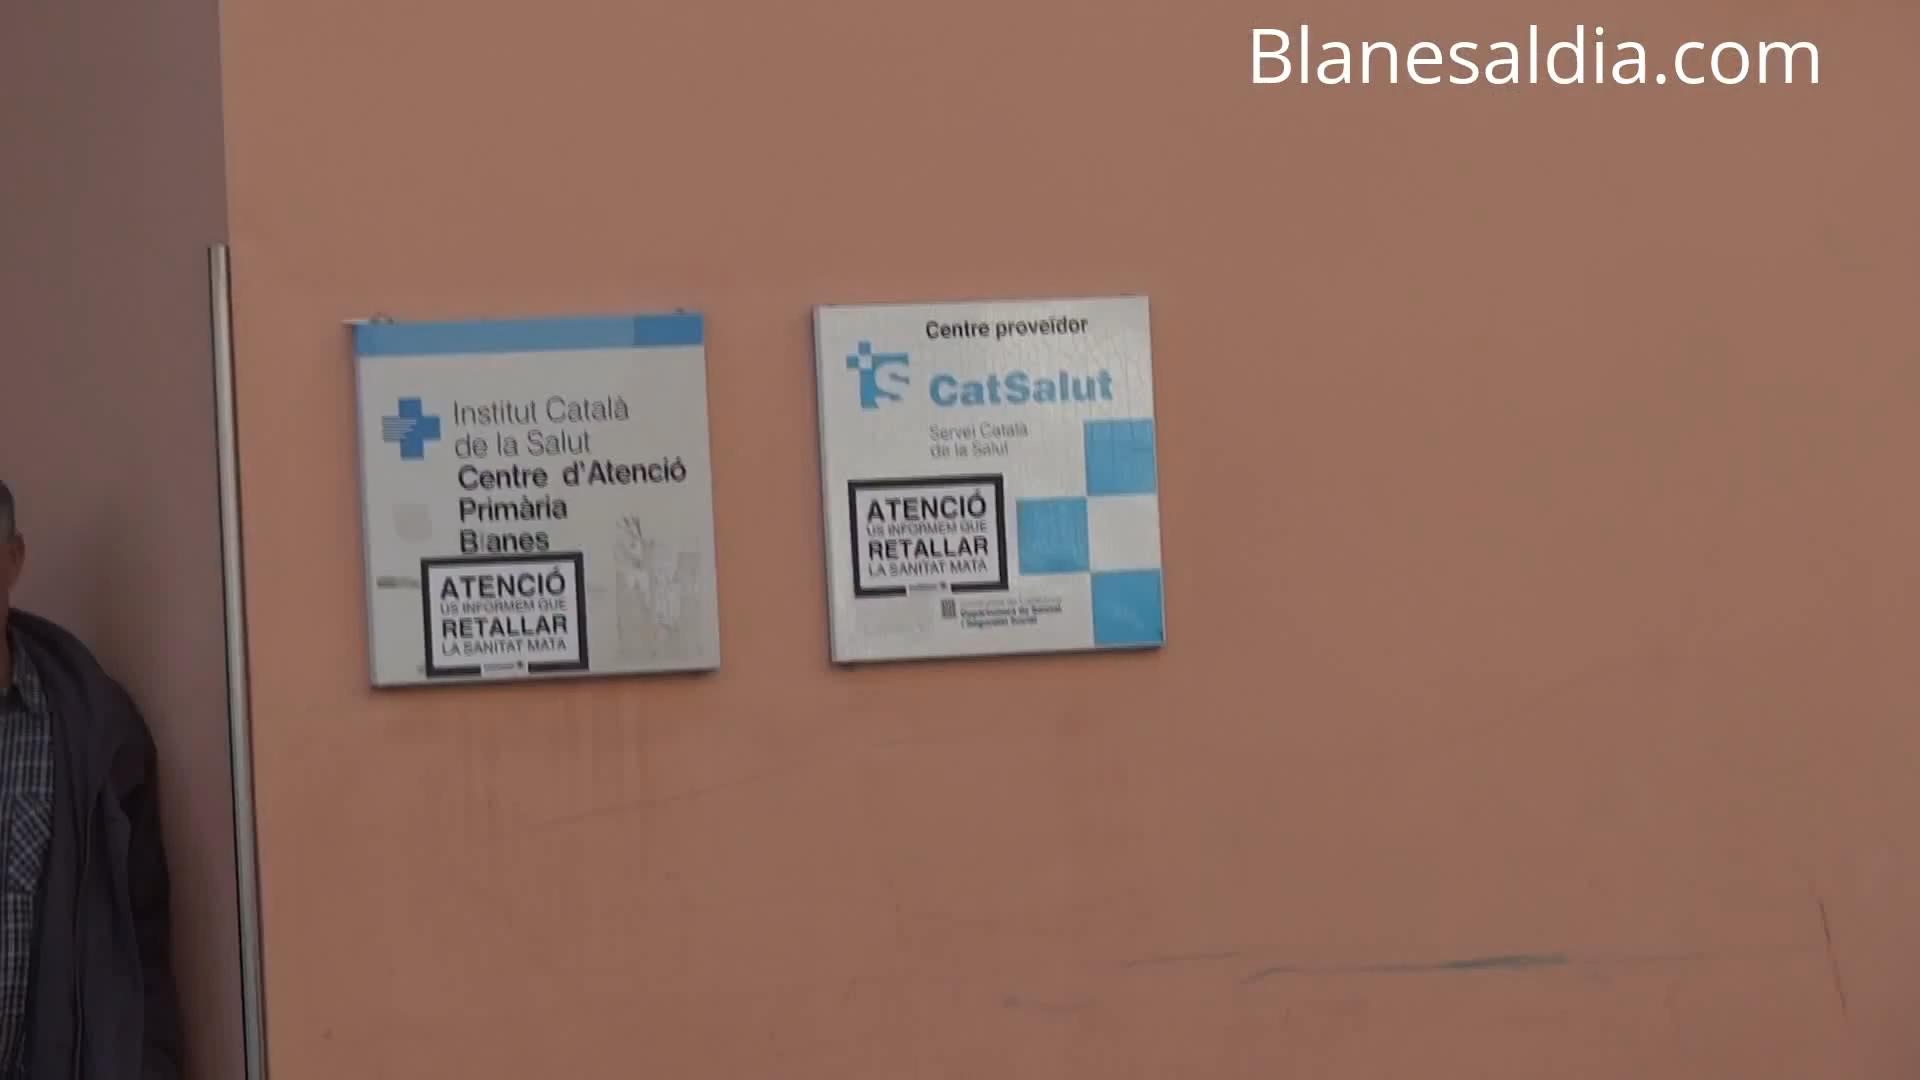 Blanesaldia.com
Institut Català
de la Salut
Centre d'Atenció
Primària
Blanes
ATENCIÓ
US INFORMEM QUE
RETALLAR
LA SANITAT MATA
Centre proveïdor
CatSalut
Servei Català
de la Salut
ATENCIÓ
US INFORMEM QUE
RETALLAR
LA SANITAT MATA